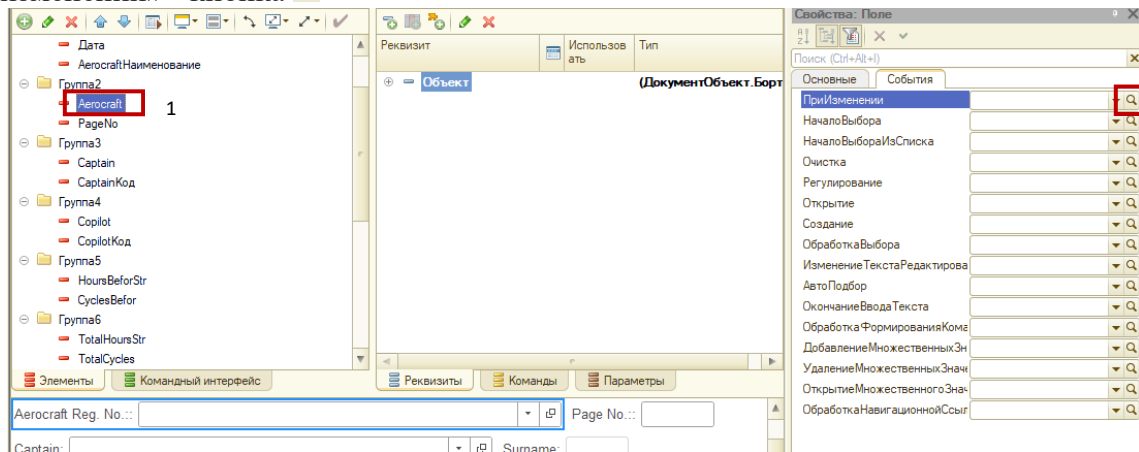 Дата
AerocraftНаименование
Группа2
Aerocraft
1
PageNo
Группа3
Captain
CaptainКод
Группа4
Copilot
CopilotКод
Группа5
HoursBeforStr
CyclesBefor
Группа6
TotalHoursStr
TotalCycles
Элементы
Командный интерфейс
Реквизит
Использов
ать
Тип
Объект
(ДокументОбъект.Борт
Реквизиты
Команды
Параметры
Свойства: Поле
Поиск (Ctrl+Alt+I)
Основные
События
ПриИзменении
НачалоВыбора
НачалоВыбораИзСписка
Очистка
Регулирование
Открытие
Создание
ОбработкаВыбора
ИзменениеТекстаРедактирова
АвтоПодбор
ОкончаниеВводаТекста
ОбработкаФормированияКома
ДобавлениеМножественныхЗн
УдалениеМножественныхЗначе
ОткрытиеМножественногоЗнач
ОбработкаНавигационнойСсыл
Aerocraft Reg. No.::
Page No.::
Captain:
Surname: